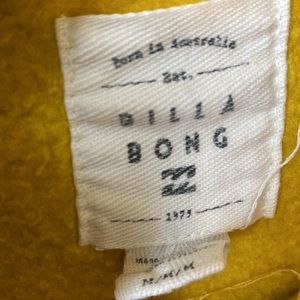 Born in Australia
Est.
BILLA
BONG
1973
M/M/M